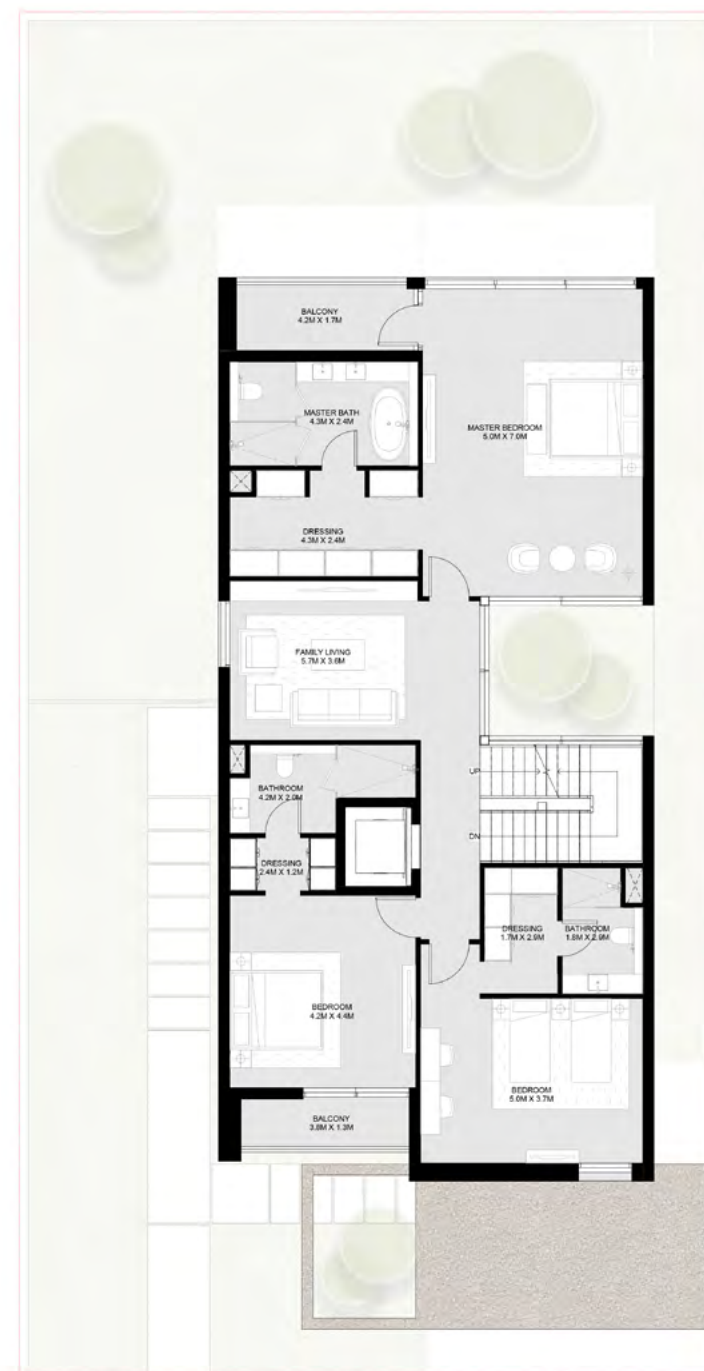 BALCONY
4.2M X 1.7M
MASTER BATH
4.3M X 2.4M
MASTER BEDROOM
5.0M X 7.0M
DRESSING
4.3M X 2.4M
FAMILY LIVING
5.7M X 3.6M
UP
BATHROOM
4.2M X 2.0M
DN
DRESSING
2.4M X 1.2M
DRESSING
1.7M X 2.9M
BATHROOM
1.8M X 2.9M
BEDROOM
4.2M X 4.4M
BEDROOM
5.0M X 3.7M
BALCONY
3.8M X 1.3M